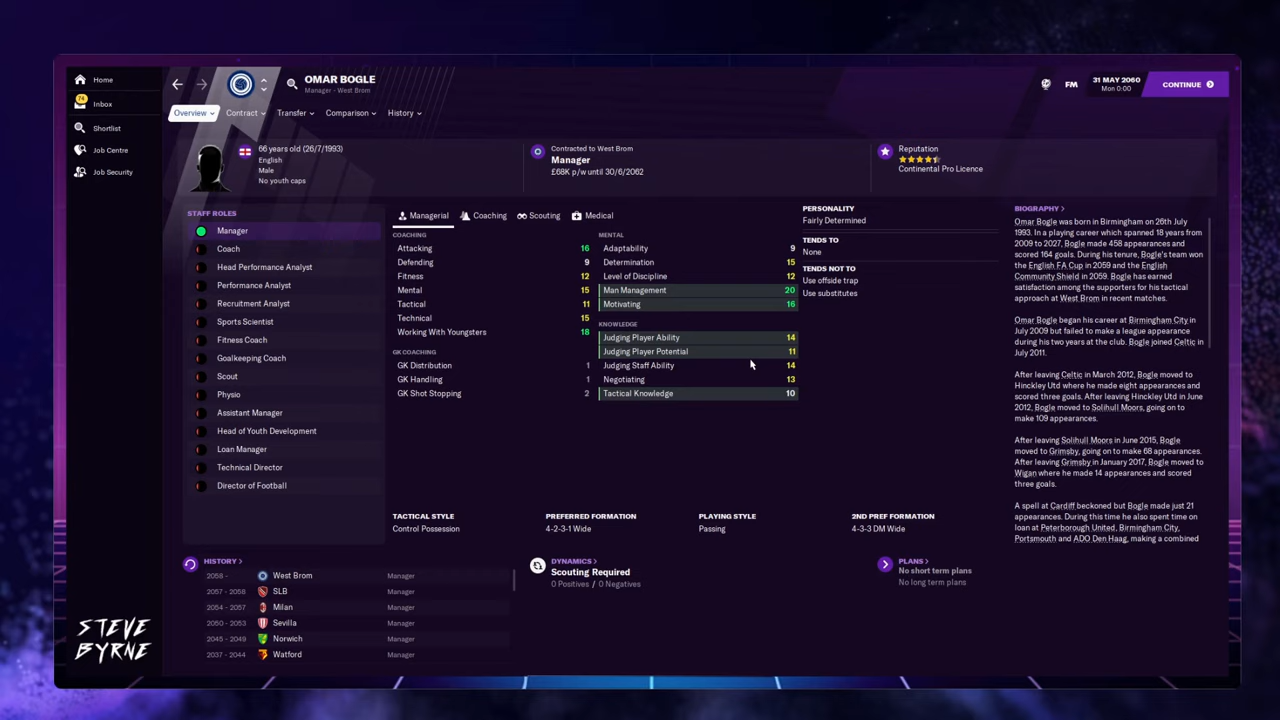 Home
74
Inbox
Shortlist
Job Centre
Job Security
OMAR BOGLE
Manager - West Brom
FM
31 MAY 2060
Mon 0:00
CONTINUE
Overview
Contract
Transfer
Comparison
History
66 years old (26/7/1993)
English
Male
No youth caps
Contracted to West Brom
Manager
£68K p/w until 30/6/2062
Reputation
Continental Pro Licence
STAFF ROLES
Manager
Coach
Head Performance Analyst
Performance Analyst
Recruitment Analyst
Sports Scientist
Fitness Coach
Goalkeeping Coach
Scout
Physio
Assistant Manager
Head of Youth Development
Loan Manager
Technical Director
Director of Football
Managerial
Coaching
Scouting
Medical
COACHING
Attacking 16
Defending 9
Fitness 12
Mental 15
Tactical 11
Technical 15
Working With Youngsters 18
GK COACHING
GK Distribution 1
GK Handling 1
GK Shot Stopping 2
MENTAL
Adaptability 9
Determination 15
Level of Discipline 12
Man Management 20
Motivating 16
KNOWLEDGE
Judging Player Ability 14
Judging Player Potential 11
Judging Staff Ability 14
Negotiating 13
Tactical Knowledge 10
PERSONALITY
Fairly Determined
TENDS TO
None
TENDS NOT TO
Use offside trap
Use substitutes
BIOGRAPHY >
Omar Bogle was born in Birmingham on 26th July
1993. In a playing career which spanned 18 years from
2009 to 2027, Bogle made 458 appearances and
scored 164 goals. During his tenure, Bogle's team won
the English FA Cup in 2059 and the English
Community Shield in 2059. Bogle has earned
satisfaction among the supporters for his tactical
approach at West Brom in recent matches.
Omar Bogle began his career at Birmingham City in
July 2009 but failed to make a league appearance
during his two years at the club. Bogle joined Celtic in
July 2011.
After leaving Celtic in March 2012, Bogle moved to
Hinckley Utd where he made eight appearances and
scored three goals. After leaving Hinckley Utd in June
2012, Bogle moved to Solihull Moors, going on to
make 109 appearances.
After leaving Solihull Moors in June 2015, Bogle
moved to Grimsby, going on to make 68 appearances.
After leaving Grimsby in January 2017, Bogle moved to
Wigan where he made 14 appearances and scored
three goals.
A spell at Cardiff beckoned but Bogle made just 21
appearances. During this time he also spent time on
loan at Peterborough United, Birmingham City,
Portsmouth and ADO Den Haag, making a combined
TACTICAL STYLE
Control Possession
PREFERRED FORMATION
4-2-3-1 Wide
PLAYING STYLE
Passing
2ND PREF FORMATION
4-3-3 DM Wide
HISTORY >
2058 - West Brom Manager
2057 - 2058 SLB Manager
2054 - 2057 Milan Manager
2050 - 2053 Sevilla Manager
2045 - 2049 Norwich Manager
2037 - 2044 Watford Manager
DYNAMICS >
Scouting Required
0 Positives / 0 Negatives
PLANS >
No short term plans
No long term plans
STEVE
BYRNE